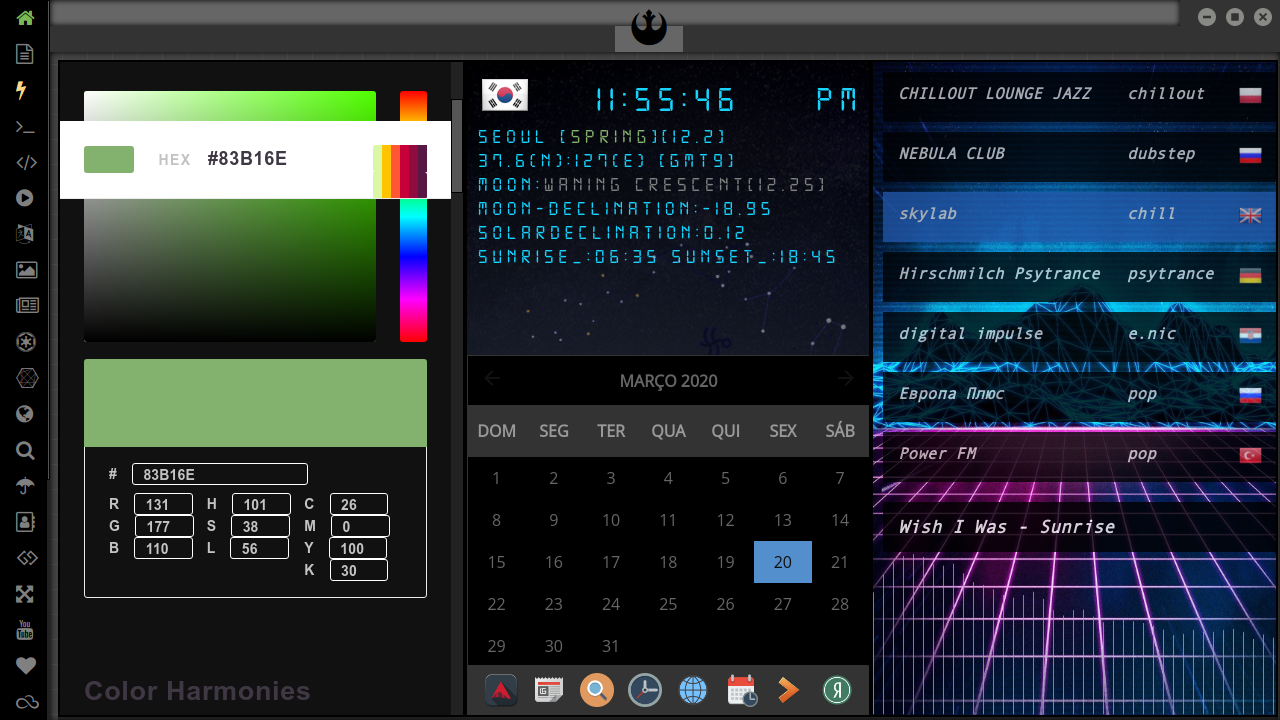 HEX #83B16E
# 83B16E
R 131 H 101 C 26
G 177 S 38 M 0
B 110 L 56 Y 100
K 30
Color Harmonies
11:55:46 PM
SEOUL [SPRING][12.2]
37.6(N):127(E) [GMT9]
MOON:WANING CRESCENT[12.25]
MOON-DECLINATION:-18.95
SOLARDECLINATION:0.12
SUNRISE_:06:35 SUNSET_:18:45
MARÇO 2020
DOM SEG TER QUA QUI SEX SÁB
1 2 3 4 5 6 7
8 9 10 11 12 13 14
15 16 17 18 19 20 21
22 23 24 25 26 27 28
29 30 31
CHILLOUT LOUNGE JAZZ chillout
NEBULA CLUB dubstep
skylab chill
Hirschmilch Psytrance psytrance
digital impulse e.nic
Европа Плюс pop
Power FM pop
Wish I Was - Sunrise
You
Tube
Я